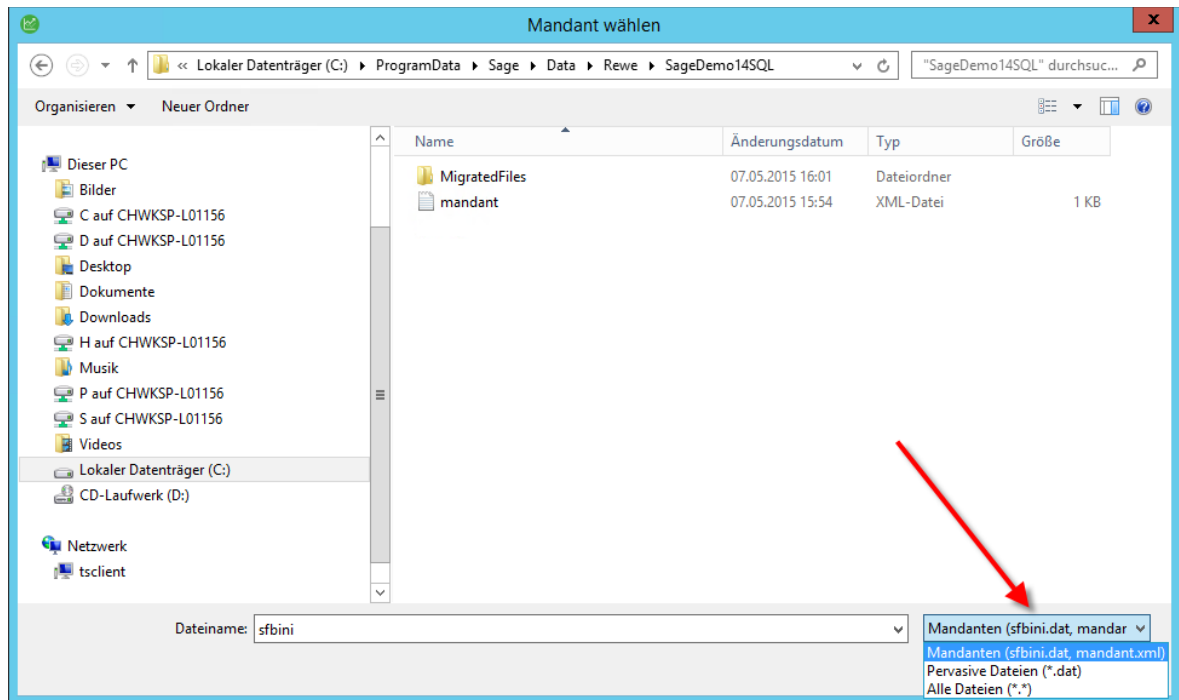 Mandant wählen
x
« Lokaler Datenträger (C:) ProgramData Sage Data Rewe SageDemo14SQL
"SageDemo14SQL" durchsuc...
Organisieren Neuer Ordner
Name Änderungsdatum Typ Größe
MigratedFiles 07.05.2015 16:01 Dateiordner
mandant 07.05.2015 15:54 XML-Datei 1 KB
Dieser PC
Bilder
C auf CHWKSP-L01156
D auf CHWKSP-L01156
Desktop
Dokumente
Downloads
H auf CHWKSP-L01156
Musik
P auf CHWKSP-L01156
S auf CHWKSP-L01156
Videos
Lokaler Datenträger (C:)
CD-Laufwerk (D:)
Netzwerk
tsclient
Dateiname: sfbini
Mandanten (sfbini.dat, mandar
Mandanten (sfbini.dat, mandant.xml)
Pervasive Dateien (*.dat)
Alle Dateien (*.*)